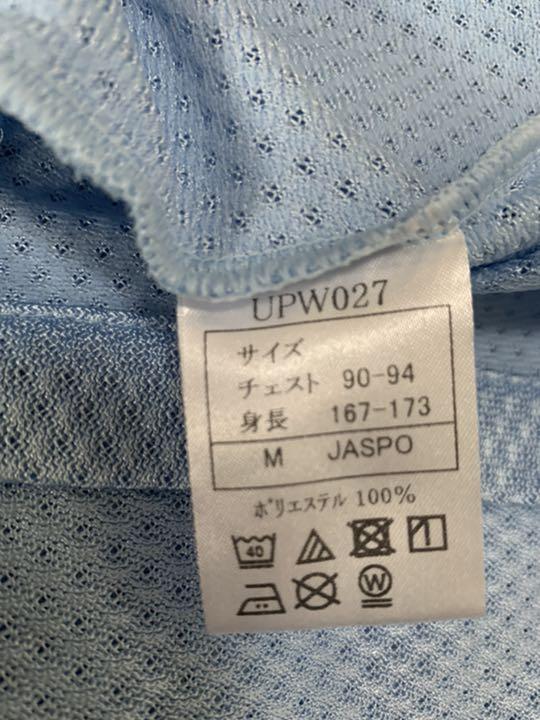 UPW027
サイズ
チェスト 90-94
身長 167-173
M JASPO
ポリエステル 100%
40
W